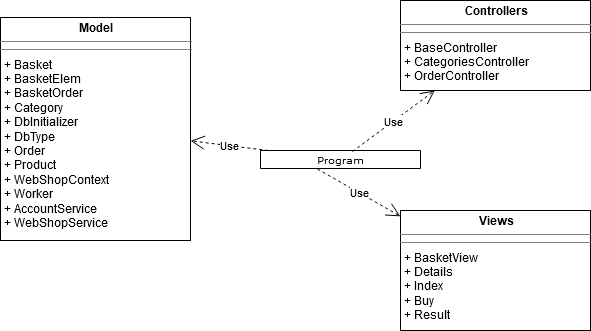 Model
+ Basket
+ BasketElem
+ BasketOrder
+ Category
+ DbInitializer
+ DbType
+ Order
+ Product
+ WebShopContext
+ Worker
+ AccountService
+ WebShopService
Controllers
+ BaseController
+ CategoriesController
+ OrderController
Use
Use
Program
Use
Views
+ BasketView
+ Details
+ Index
+ Buy
+ Result